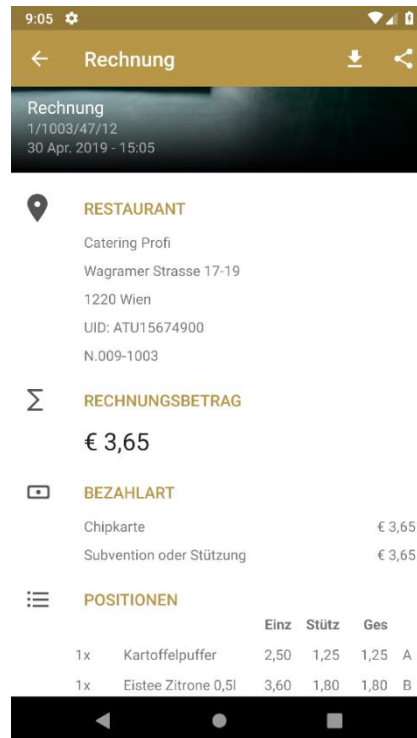 9:05
Rechnung
Rechnung
1/1003/47/12
30 Apr. 2019 - 15:05
RESTAURANT
Catering Profi
Wagramer Strasse 17-19
1220 Wien
UID: ATU15674900
N.009-1003
RECHNUNGSBETRAG
€ 3,65
BEZAHLART
Chipkarte € 3,65
Subvention oder Stützung € 3,65
POSITIONEN
Einz Stütz Ges
1x Kartoffelpuffer 2,50 1,25 1,25 A
1x Eistee Zitrone 0,5l 3,60 1,80 1,80 B